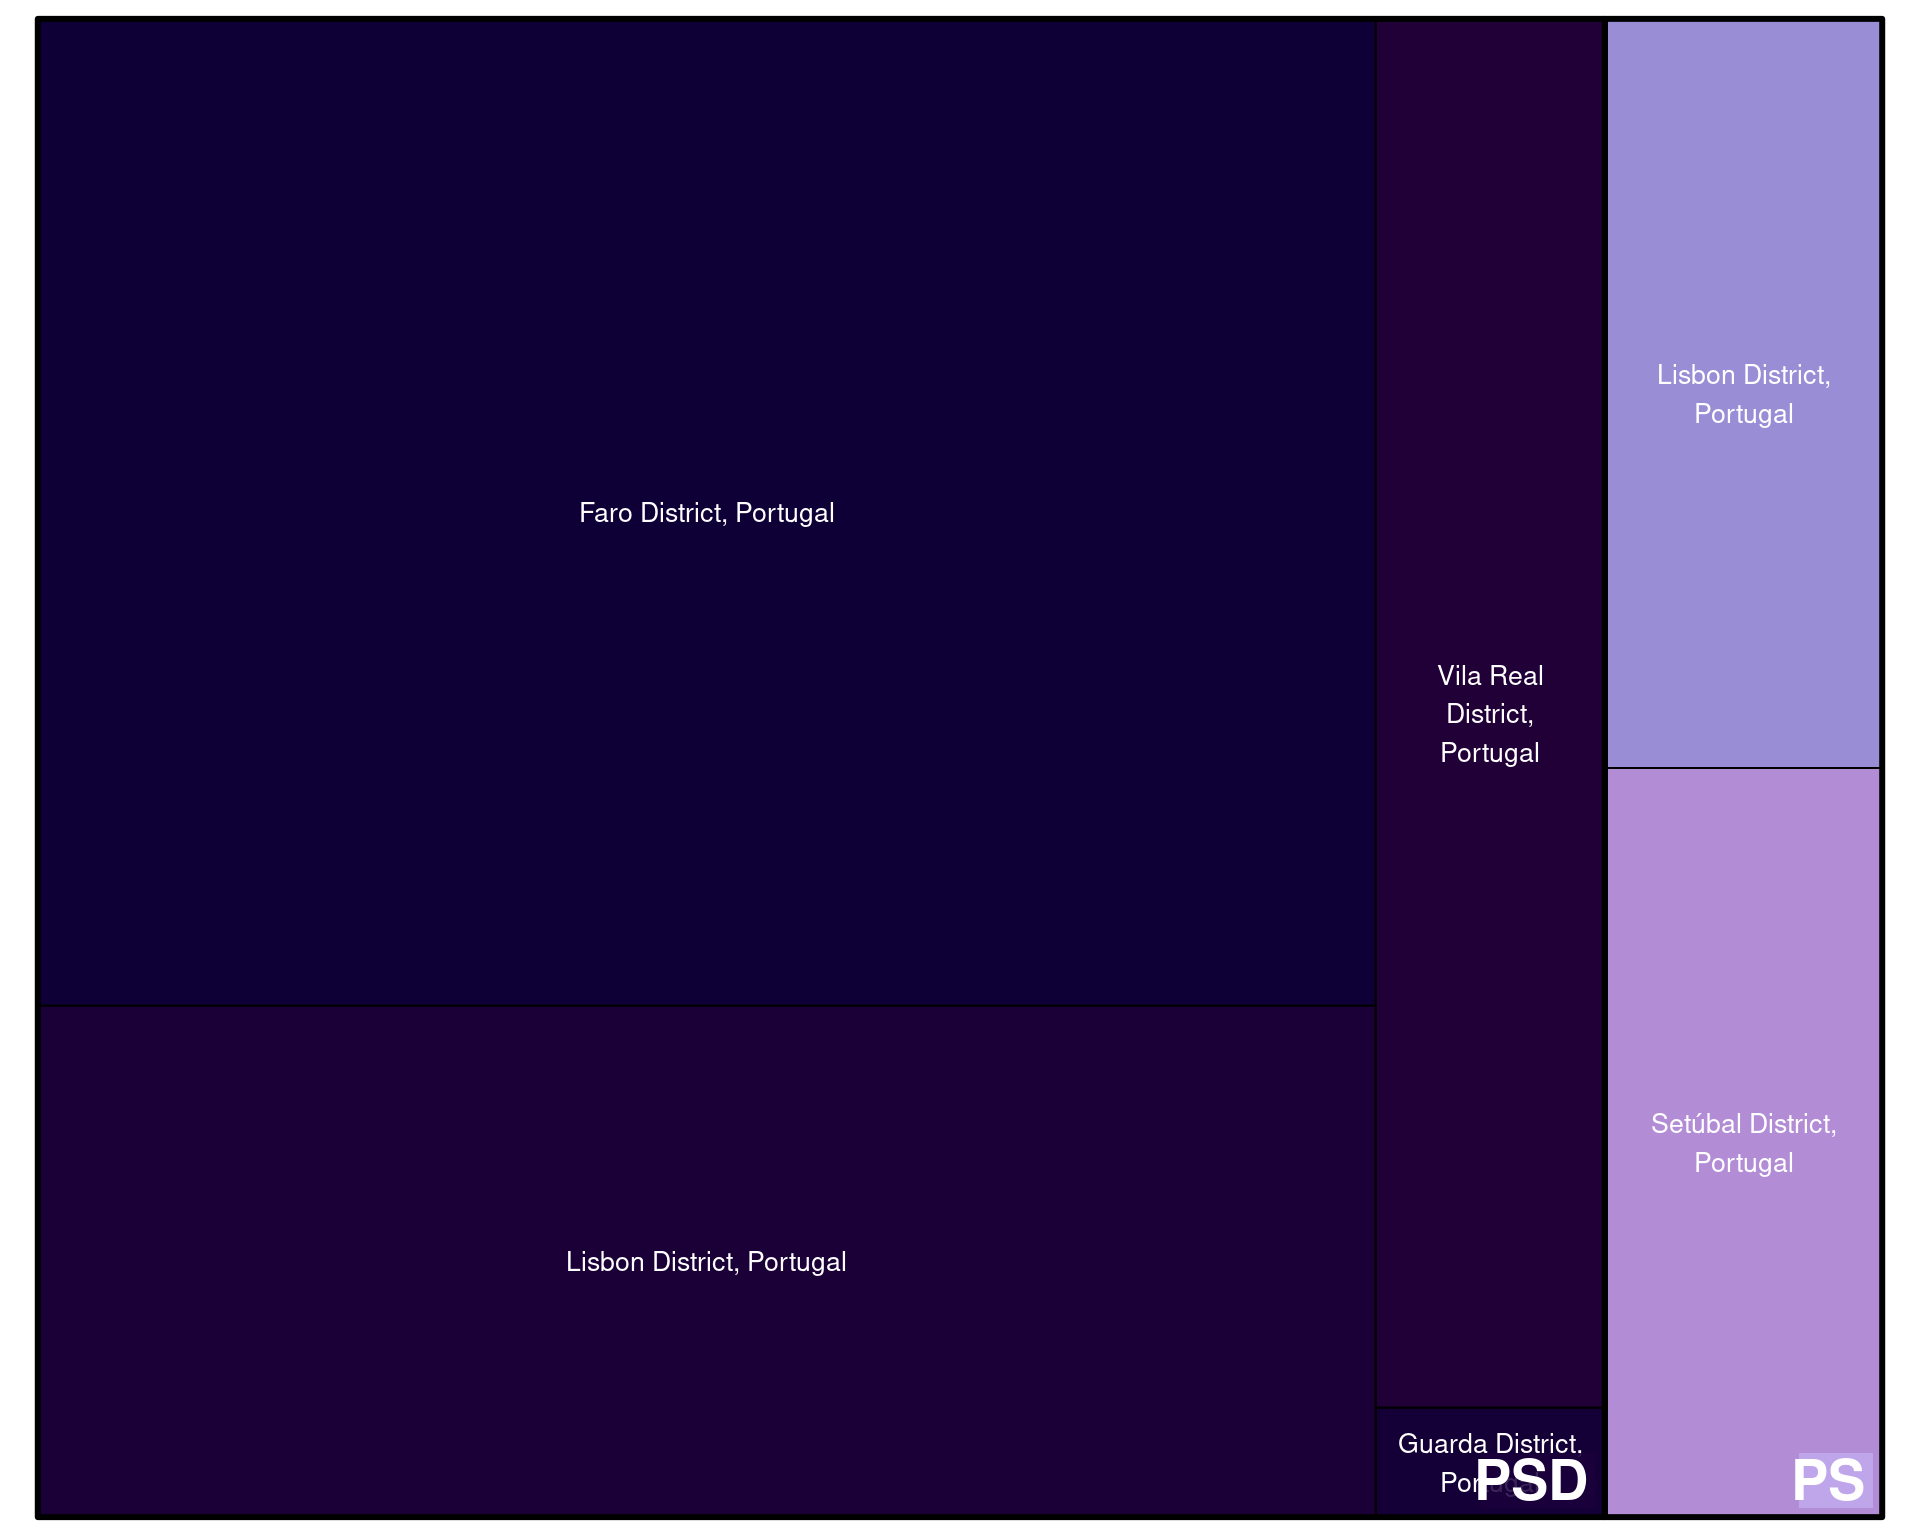 Faro District, Portugal
Lisbon District, Portugal
Vila Real
District,
Portugal
Guarda District.
Portugal
PSD
Lisbon District,
Portugal
Setúbal District,
Portugal
PS